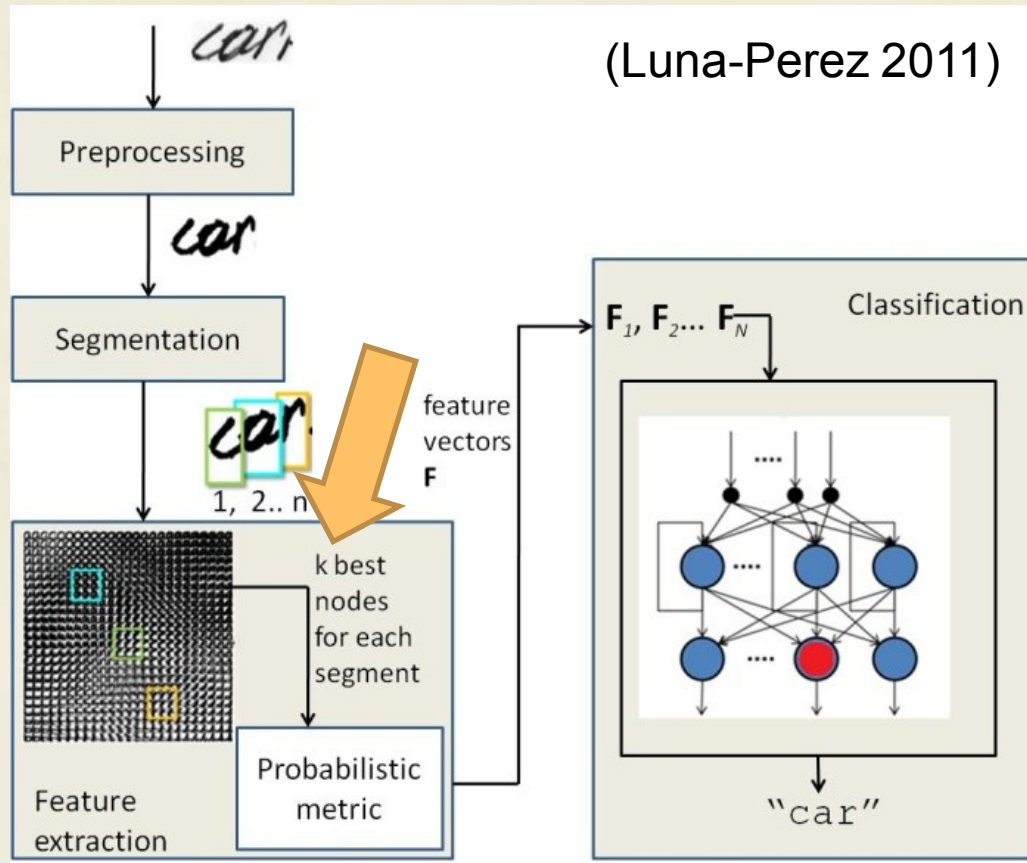 carr
(Luna-Perez 2011)
Preprocessing
car
Segmentation
car
1, 2.. n
feature
vectors
F
k best
nodes
for each
segment
Probabilistic
metric
Feature
extraction
Classification
F1, F2... FN
....
....
....
"car"